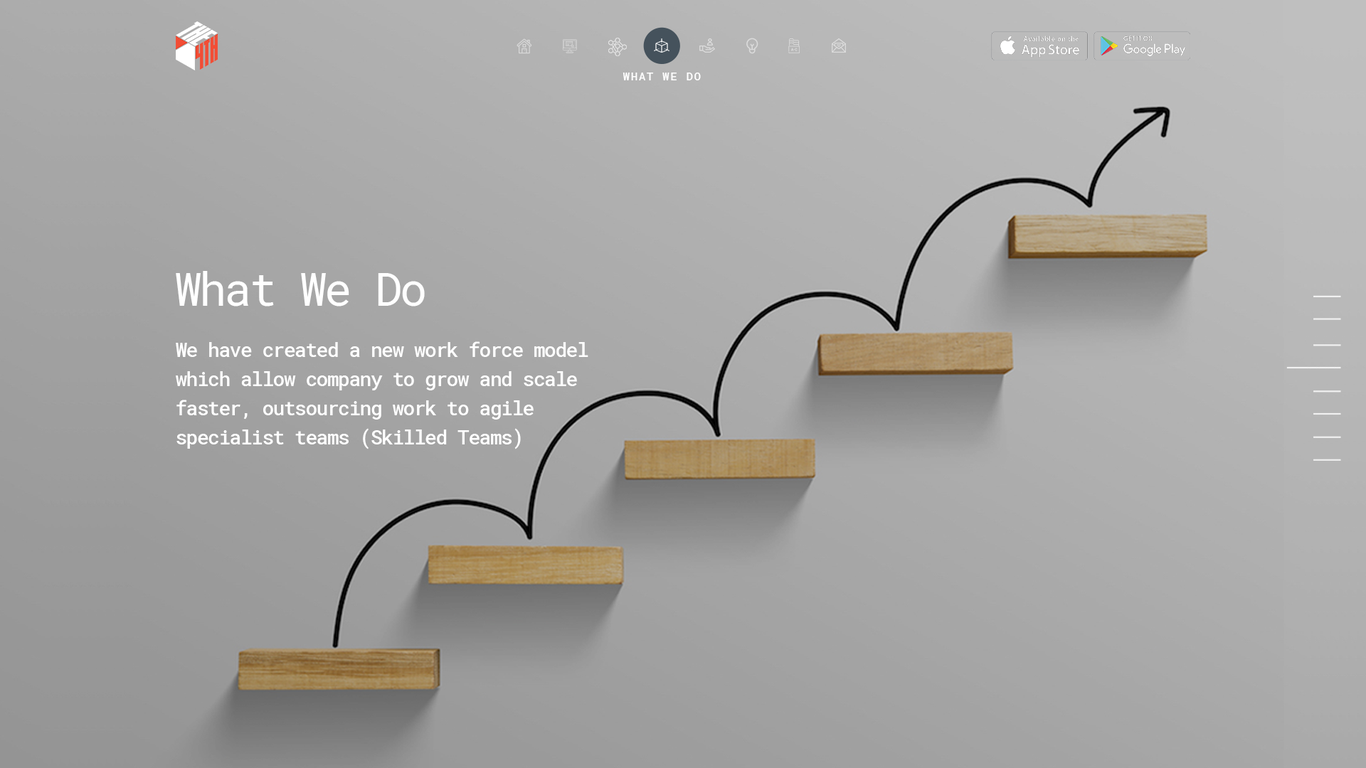 Available on the
App Store
GET IT ON
Google Play
WHAT WE DO
What We Do
We have created a new work force model
which allow company to grow and scale
faster, outsourcing work to agile
specialist teams (Skilled Teams)